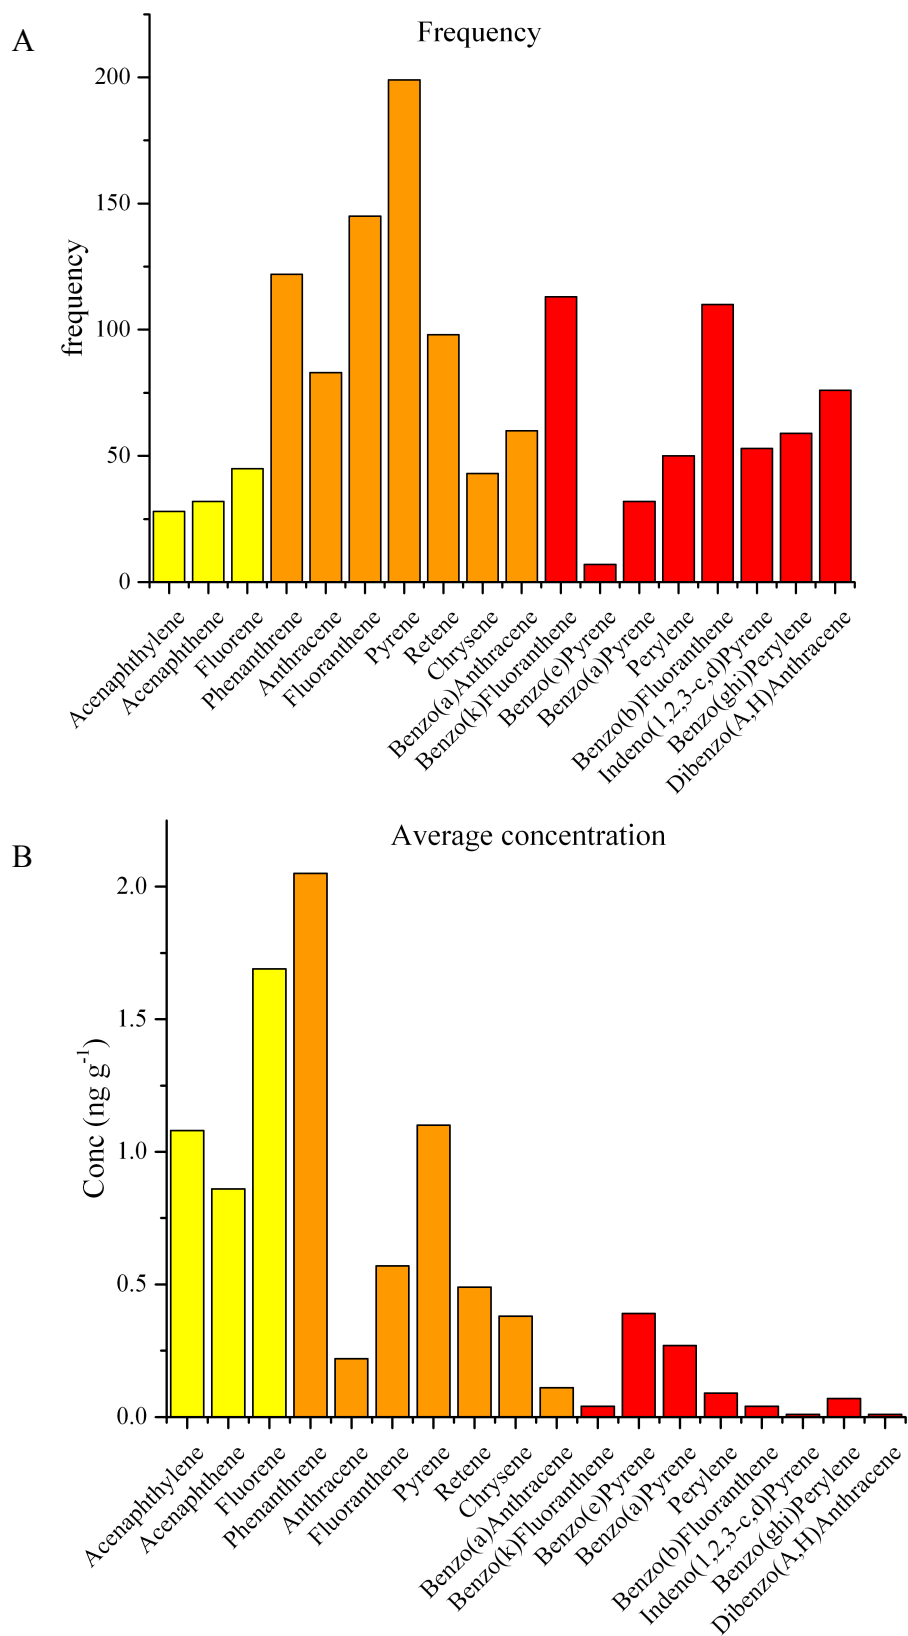 A
Frequency
frequency
200
150
100
50
0
Acenaphthylene
Acenaphthene
Fluorene
Phenanthrene
Anthracene
Fluoranthene
Pyrene
Retene
Chrysene
Benzo(a)Anthracene
Benzo(k)Fluoranthene
Benzo(e)Pyrene
Benzo(a)Pyrene
Perylene
Benzo(b)Fluoranthene
Indeno(1,2,3-c,d)Pyrene
Benzo(ghi)Perylene
Dibenzo(A,H)Anthracene
B
Average concentration
Conc (ng g⁻¹)
2.0
1.5
1.0
0.5
0.0
Acenaphthylene
Acenaphthene
Fluorene
Phenanthrene
Anthracene
Fluoranthene
Pyrene
Retene
Chrysene
Benzo(a)Anthracene
Benzo(k)Fluoranthene
Benzo(e)Pyrene
Benzo(a)Pyrene
Perylene
Benzo(b)Fluoranthene
Indeno(1,2,3-c,d)Pyrene
Benzo(ghi)Perylene
Dibenzo(A,H)Anthracene